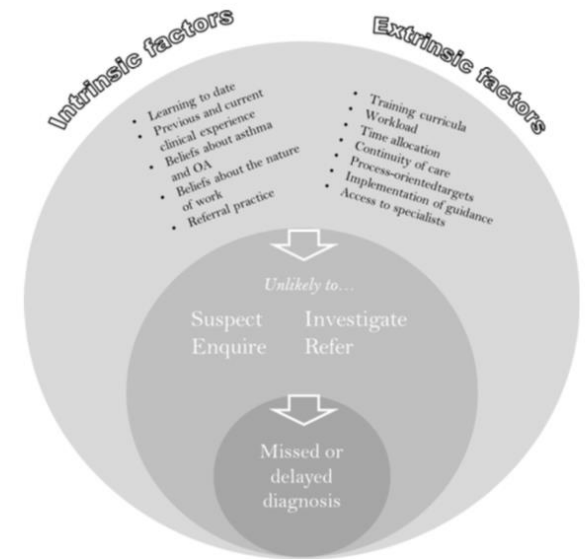 Intrinsic factors
Extrinsic factors
• Learning to date
• Previous and current
clinical experience
• Beliefs about asthma
and OA
• Beliefs about the nature
of work
• Referral practice
• Training curricula
• Workload
• Time allocation
• Continuity of care
• Process-orientedtargets
• Implementation of guidance
• Access to specialists
Unlikely to…
Suspect Investigate
Enquire Refer
Missed or
delayed
diagnosis